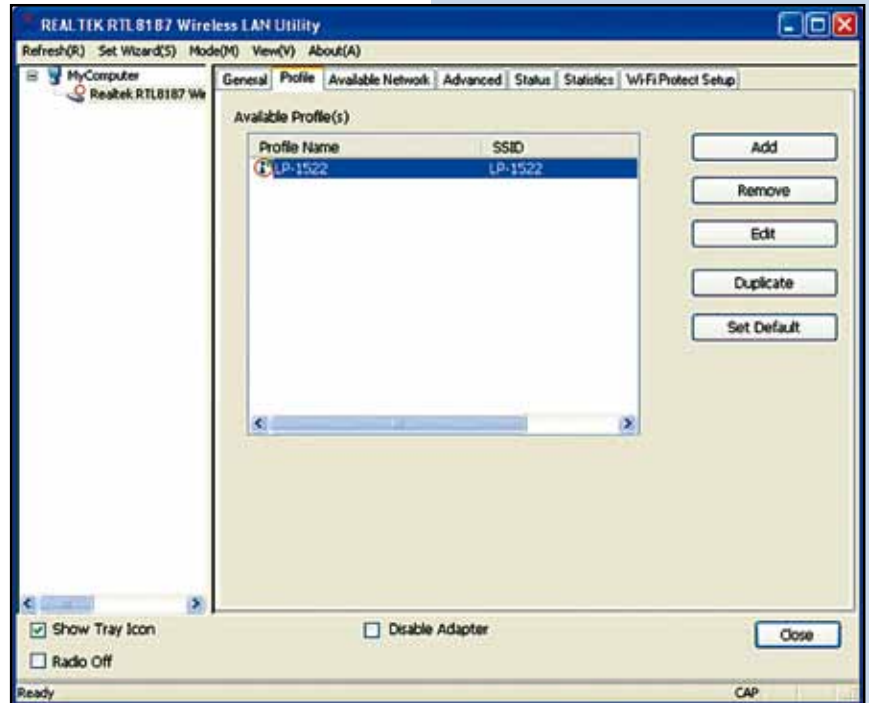 REALTEK RTL8187 Wireless LAN Utility
Refresh(R) Set Wizard(S) Mode(M) View(V) About(A)
MyComputer
Realtek RTL8187 Wir
General Profile Available Network Advanced Status Statistics Wi-Fi Protect Setup
Available Profile(s)
Profile Name SSID
LP-1522 LP-1522
Add
Remove
Edit
Duplicate
Set Default
Show Tray Icon
Disable Adapter
Close
Radio Off
Ready
CAP